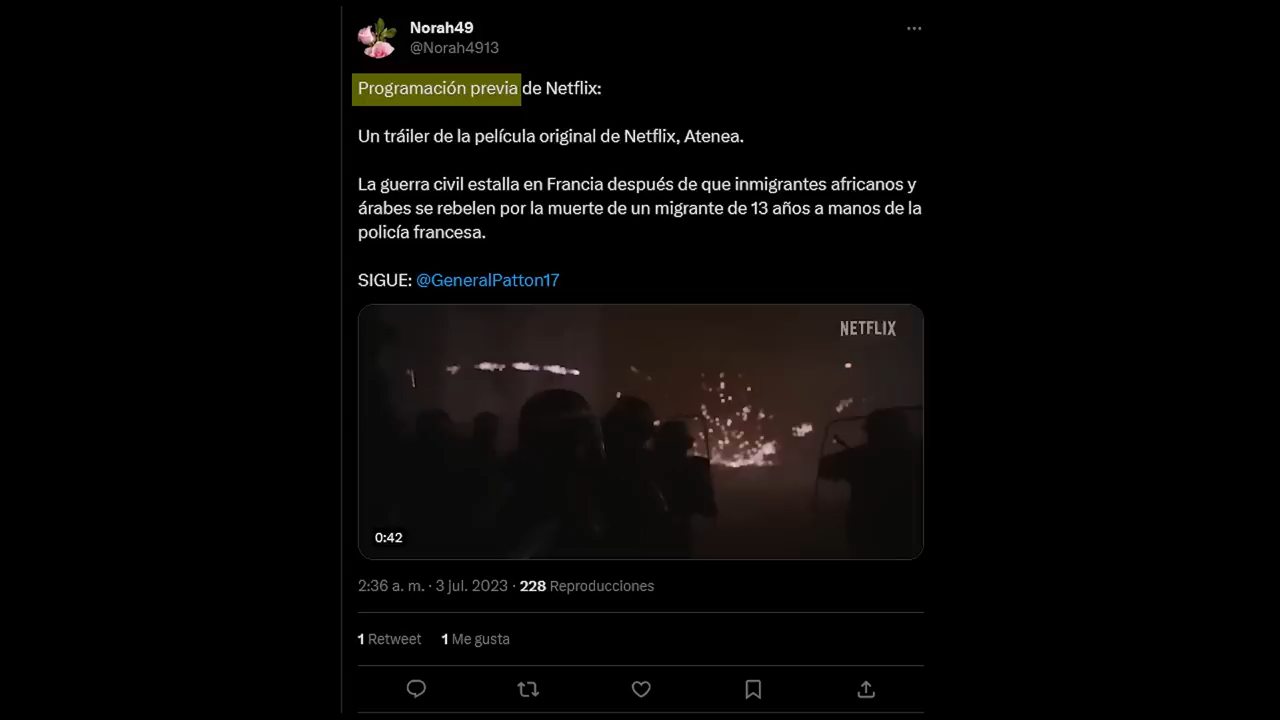 Norah49
@Norah4913
Programación previa de Netflix:
Un tráiler de la película original de Netflix, Atenea.
La guerra civil estalla en Francia después de que inmigrantes africanos y
árabes se rebelen por la muerte de un migrante de 13 años a manos de la
policía francesa.
SIGUE: @GeneralPatton17
NETFLIX
0:42
2:36 a. m. · 3 jul. 2023 · 228 Reproducciones
1 Retweet 1 Me gusta